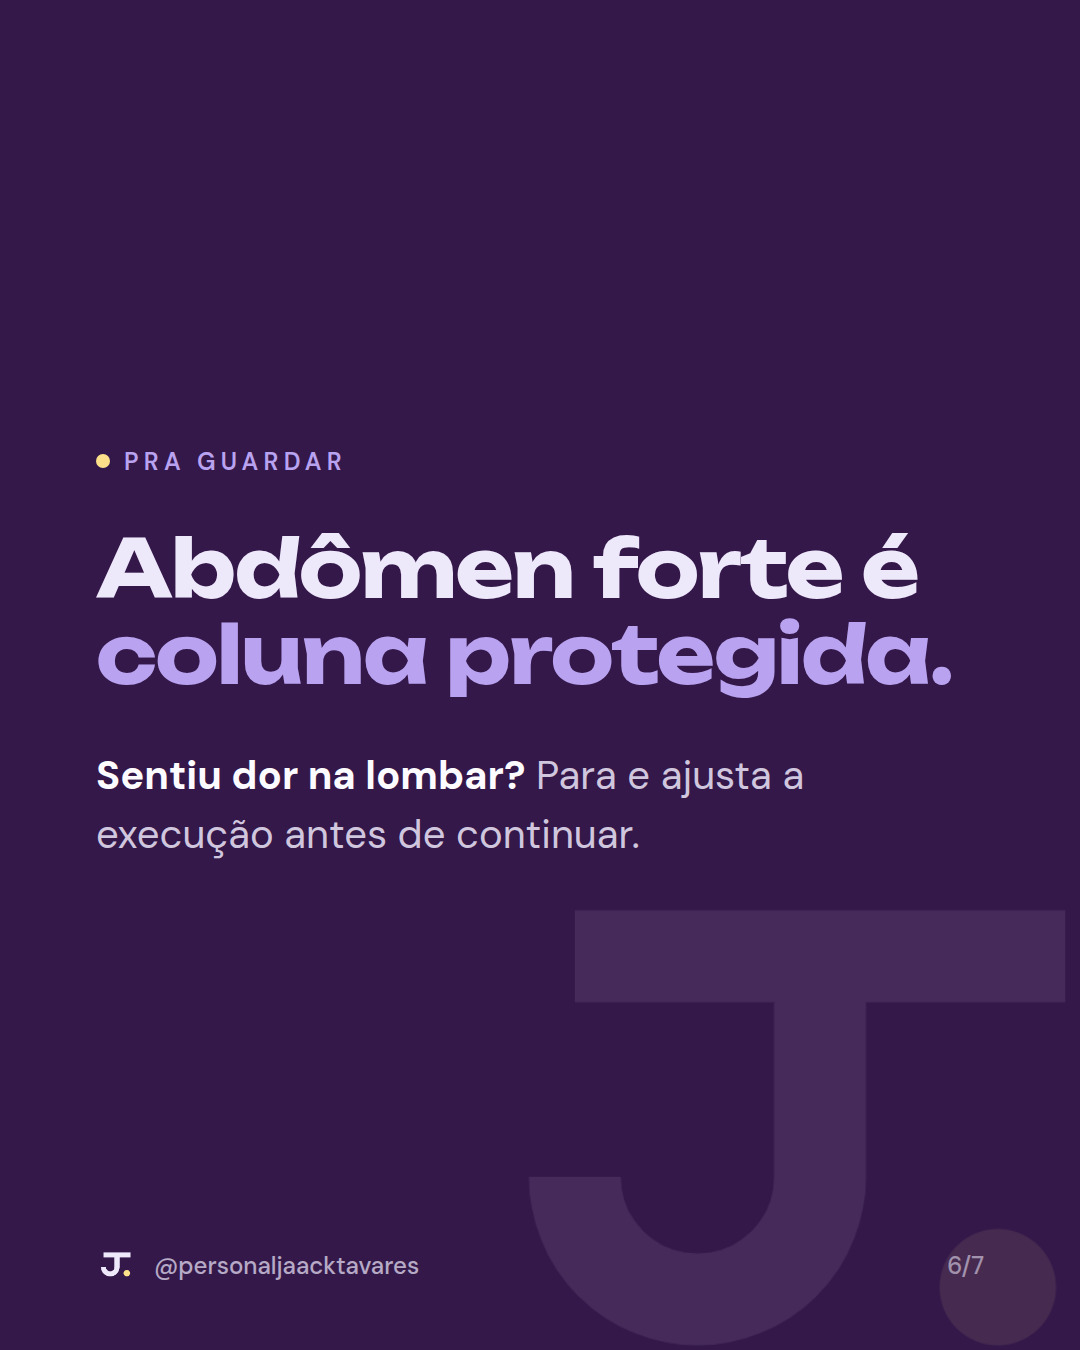 PRA GUARDAR
Abdômen forte é
coluna protegida.
Sentiu dor na lombar? Para e ajusta a
execução antes de continuar.
J.
@personaljaacktavares
6/7